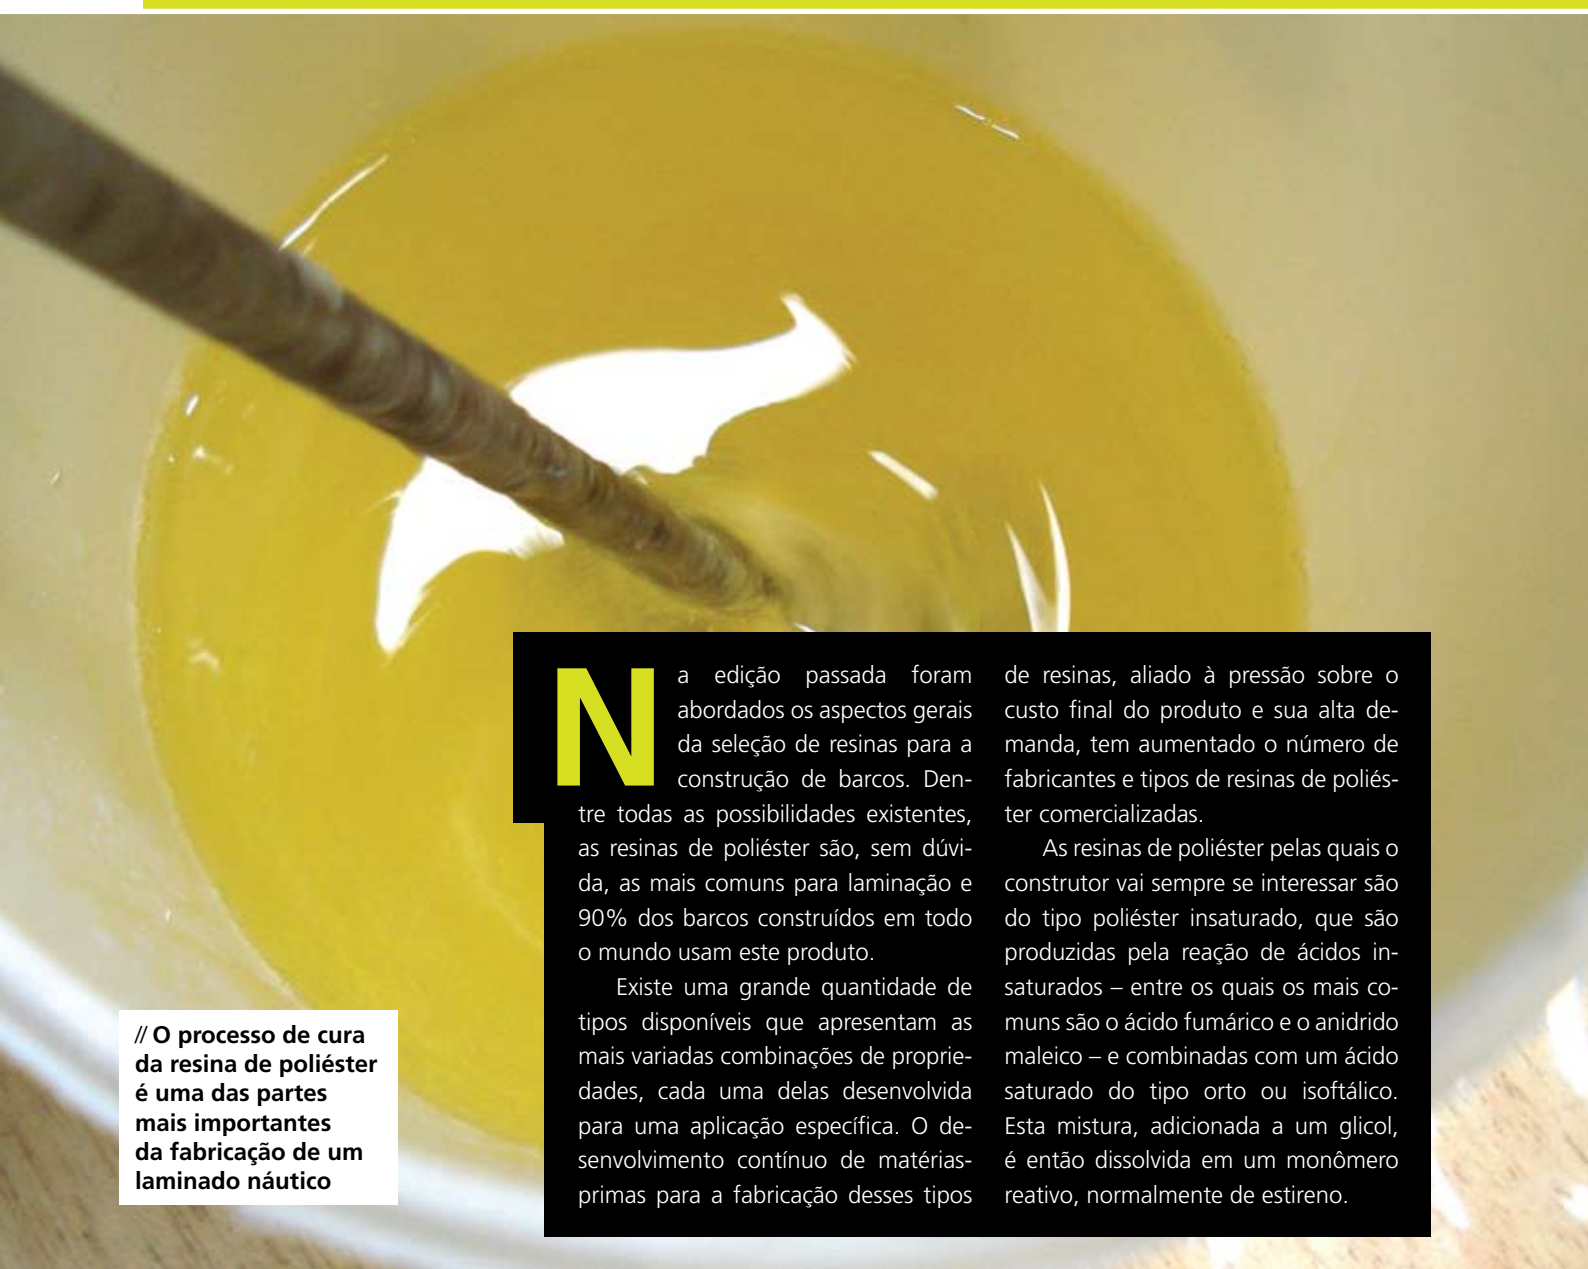 // O processo de cura
da resina de poliéster
é uma das partes
mais importantes
da fabricação de um
laminado náutico
Na edição passada foram
abordados os aspectos gerais
da seleção de resinas para a
construção de barcos. Den-
tre todas as possibilidades existentes,
as resinas de poliéster são, sem dúvi-
da, as mais comuns para laminação e
90% dos barcos construídos em todo
o mundo usam este produto.
Existe uma grande quantidade de
tipos disponíveis que apresentam as
mais variadas combinações de proprie-
dades, cada uma delas desenvolvida
para uma aplicação específica. O de-
senvolvimento contínuo de matérias-
primas para a fabricação desses tipos
de resinas, aliado à pressão sobre o
custo final do produto e sua alta de-
manda, tem aumentado o número de
fabricantes e tipos de resinas de poliés-
ter comercializadas.
As resinas de poliéster pelas quais o
construtor vai sempre se interessar são
do tipo poliéster insaturado, que são
produzidas pela reação de ácidos in-
saturados – entre os quais os mais co-
muns são o ácido fumárico e o anidrido
maleico – e combinadas com um ácido
saturado do tipo orto ou isoftálico.
Esta mistura, adicionada a um glicol,
é então dissolvida em um monômero
reativo, normalmente de estireno.